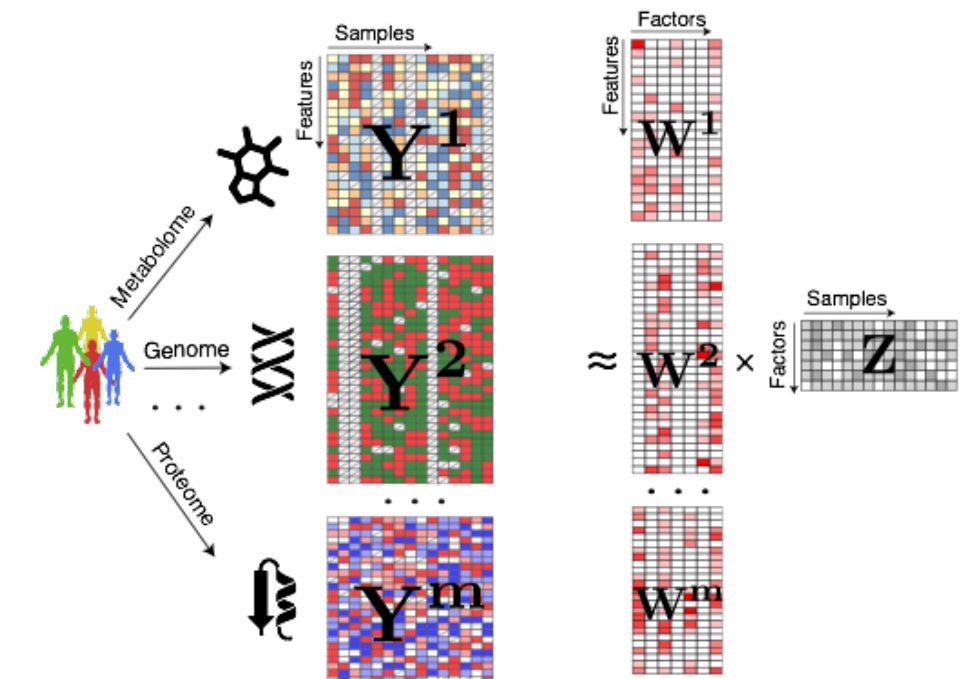 Samples
Features
Y¹
Metabolome
Genome
. . .
Proteome
Y²
. . .
Yᵐ
Factors
Features
W¹
≈
W²
×
Samples
Factors
Z
. . .
Wᵐ